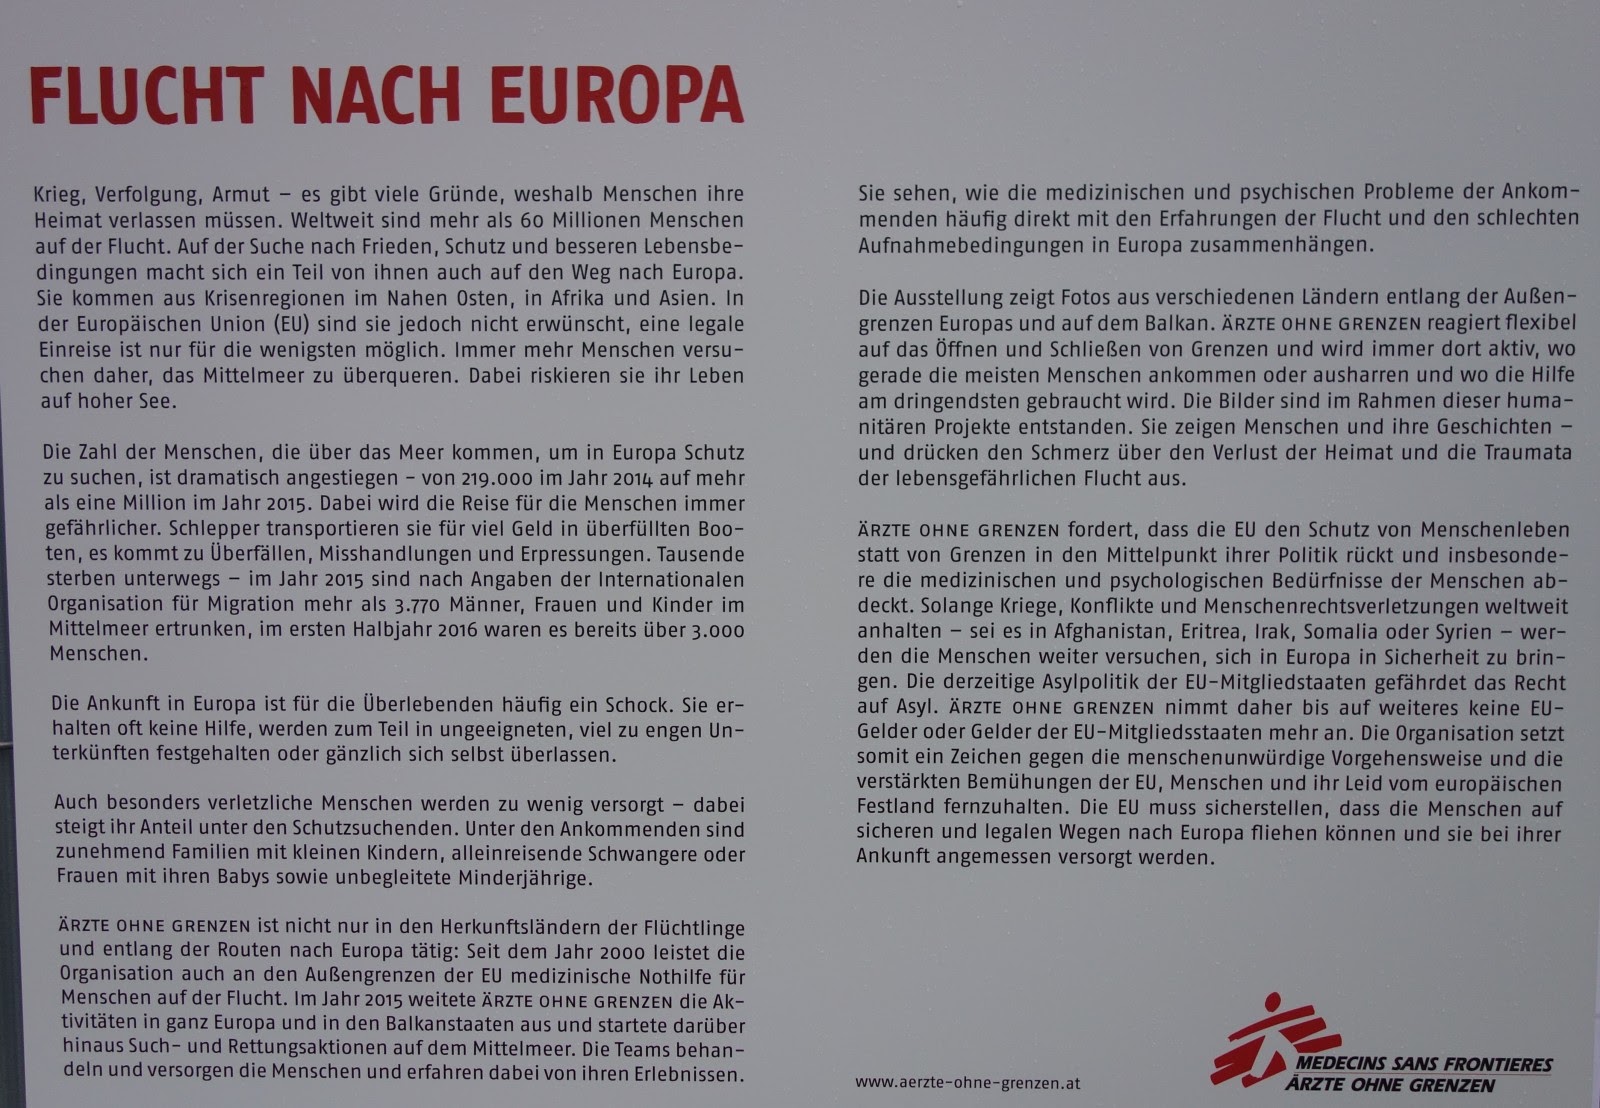 FLUCHT NACH EUROPA
Krieg, Verfolgung, Armut – es gibt viele Gründe, weshalb Menschen ihre
Heimat verlassen müssen. Weltweit sind mehr als 60 Millionen Menschen
auf der Flucht. Auf der Suche nach Frieden, Schutz und besseren Lebensbe-
dingungen macht sich ein Teil von ihnen auch auf den Weg nach Europa.
Sie kommen aus Krisenregionen im Nahen Osten, in Afrika und Asien. In
der Europäischen Union (EU) sind sie jedoch nicht erwünscht, eine legale
Einreise ist nur für die wenigsten möglich. Immer mehr Menschen versu-
chen daher, das Mittelmeer zu überqueren. Dabei riskieren sie ihr Leben
auf hoher See.
Die Zahl der Menschen, die über das Meer kommen, um in Europa Schutz
zu suchen, ist dramatisch angestiegen – von 219.000 im Jahr 2014 auf mehr
als eine Million im Jahr 2015. Dabei wird die Reise für die Menschen immer
gefährlicher. Schlepper transportieren sie für viel Geld in überfüllten Boo-
ten, es kommt zu Überfällen, Misshandlungen und Erpressungen. Tausende
sterben unterwegs – im Jahr 2015 sind nach Angaben der Internationalen
Organisation für Migration mehr als 3.770 Männer, Frauen und Kinder im
Mittelmeer ertrunken, im ersten Halbjahr 2016 waren es bereits über 3.000
Menschen.
Die Ankunft in Europa ist für die Überlebenden häufig ein Schock. Sie er-
halten oft keine Hilfe, werden zum Teil in ungeeigneten, viel zu engen Un-
terkünften festgehalten oder gänzlich sich selbst überlassen.
Auch besonders verletzliche Menschen werden zu wenig versorgt – dabei
steigt ihr Anteil unter den Schutzsuchenden. Unter den Ankommenden sind
zunehmend Familien mit kleinen Kindern, alleinreisende Schwangere oder
Frauen mit ihren Babys sowie unbegleitete Minderjährige.
ÄRZTE OHNE GRENZEN ist nicht nur in den Herkunftsländern der Flüchtlinge
und entlang der Routen nach Europa tätig: Seit dem Jahr 2000 leistet die
Organisation auch an den Außengrenzen der EU medizinische Nothilfe für
Menschen auf der Flucht. Im Jahr 2015 weitete ÄRZTE OHNE GRENZEN die Ak-
tivitäten in ganz Europa und in den Balkanstaaten aus und startete darüber
hinaus Such- und Rettungsaktionen auf dem Mittelmeer. Die Teams behan-
deln und versorgen die Menschen und erfahren dabei von ihren Erlebnissen.
Sie sehen, wie die medizinischen und psychischen Probleme der Ankom-
menden häufig direkt mit den Erfahrungen der Flucht und den schlechten
Aufnahmebedingungen in Europa zusammenhängen.
Die Ausstellung zeigt Fotos aus verschiedenen Ländern entlang der Außen-
grenzen Europas und auf dem Balkan. ÄRZTE OHNE GRENZEN reagiert flexibel
auf das Öffnen und Schließen von Grenzen und wird immer dort aktiv, wo
gerade die meisten Menschen ankommen oder ausharren und wo die Hilfe
am dringendsten gebraucht wird. Die Bilder sind im Rahmen dieser huma-
nitären Projekte entstanden. Sie zeigen Menschen und ihre Geschichten –
und drücken den Schmerz über den Verlust der Heimat und die Traumata
der lebensgefährlichen Flucht aus.
ÄRZTE OHNE GRENZEN fordert, dass die EU den Schutz von Menschenleben
statt von Grenzen in den Mittelpunkt ihrer Politik rückt und insbesonde-
re die medizinischen und psychologischen Bedürfnisse der Menschen ab-
deckt. Solange Kriege, Konflikte und Menschenrechtsverletzungen weltweit
anhalten – sei es in Afghanistan, Eritrea, Irak, Somalia oder Syrien – wer-
den die Menschen weiter versuchen, sich in Europa in Sicherheit zu brin-
gen. Die derzeitige Asylpolitik der EU-Mitgliedstaaten gefährdet das Recht
auf Asyl. ÄRZTE OHNE GRENZEN nimmt daher bis auf weiteres keine EU-
Gelder oder Gelder der EU-Mitgliedsstaaten mehr an. Die Organisation setzt
somit ein Zeichen gegen die menschenunwürdige Vorgehensweise und die
verstärkten Bemühungen der EU, Menschen und ihr Leid vom europäischen
Festland fernzuhalten. Die EU muss sicherstellen, dass die Menschen auf
sicheren und legalen Wegen nach Europa fliehen können und sie bei ihrer
Ankunft angemessen versorgt werden.
www.aerzte-ohne-grenzen.at
MEDECINS SANS FRONTIERES
ÄRZTE OHNE GRENZEN